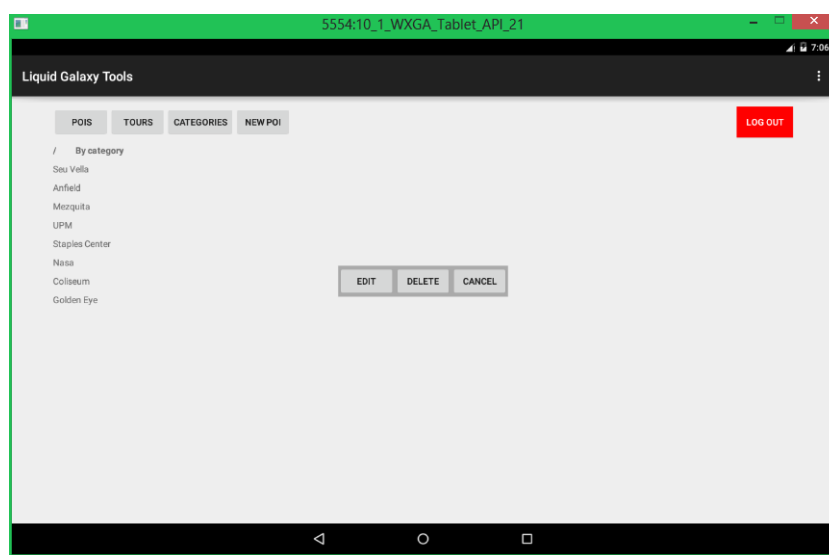 5554:10_1_WXGA_Tablet_API_21
7:06
Liquid Galaxy Tools
POIS TOURS CATEGORIES NEW POI LOG OUT
/ By category
Seu Vella
Anfield
Mezquita
UPM
Staples Center
Nasa
Coliseum
EDIT DELETE CANCEL
Golden Eye